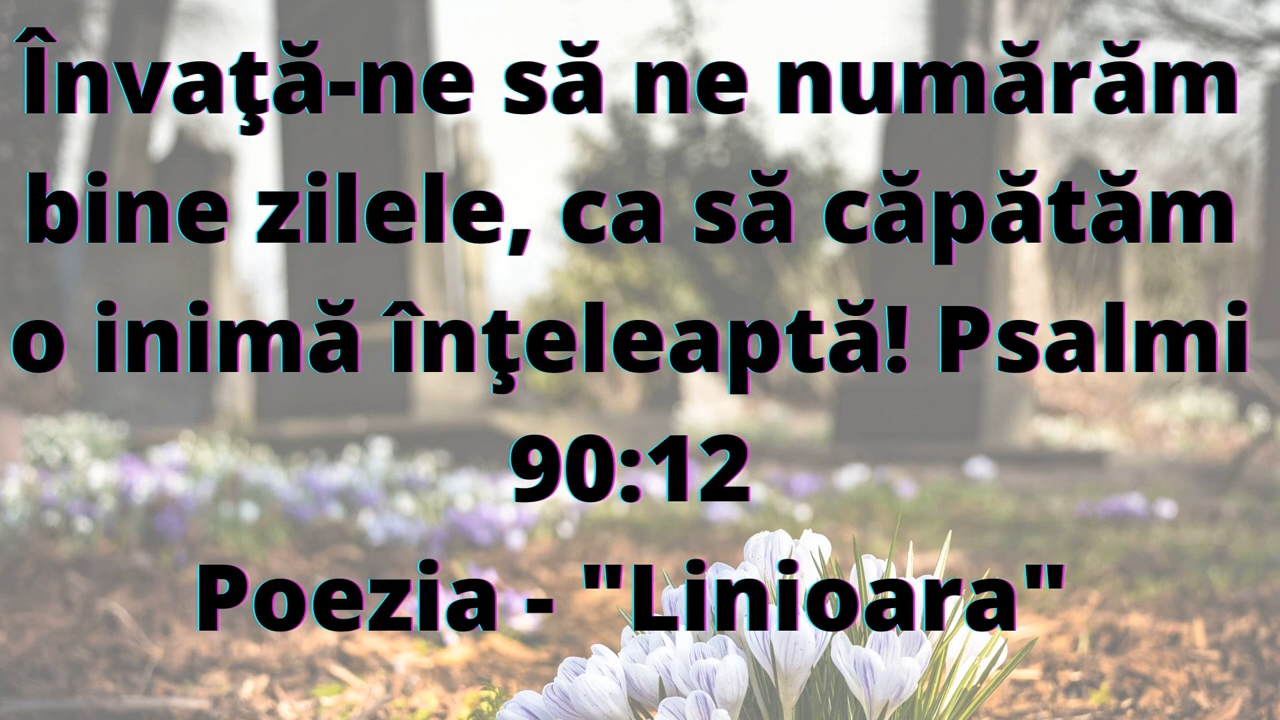 Învaţă-ne să ne numărăm
bine zilele, ca să căpătăm
o inimă înţeleaptă! Psalmi
90:12
Poezia - "Linioara"